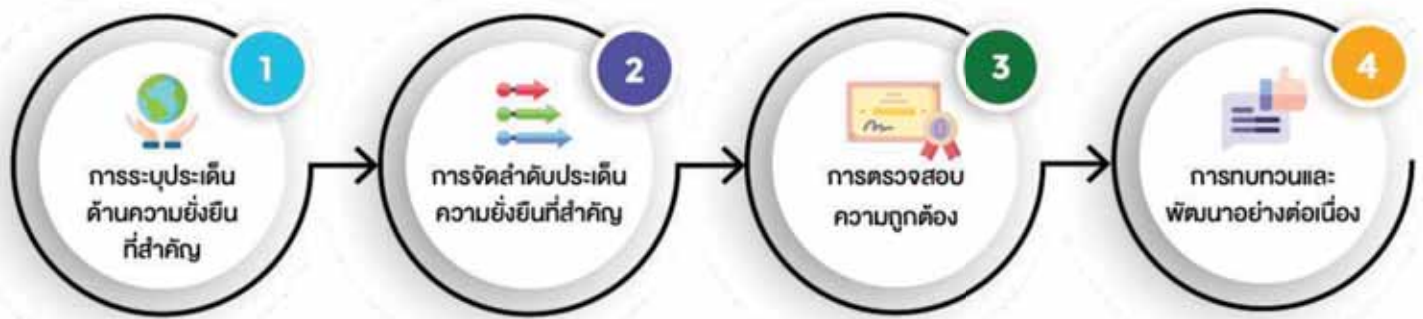 1
การระบุประเด็น
ด้านความยั่งยืน
ที่สำคัญ
2
การจัดลำดับประเด็น
ความยั่งยืนที่สำคัญ
3
การตรวจสอบ
ความถูกต้อง
4
การทบทวนและ
พัฒนาอย่างต่อเนื่อง